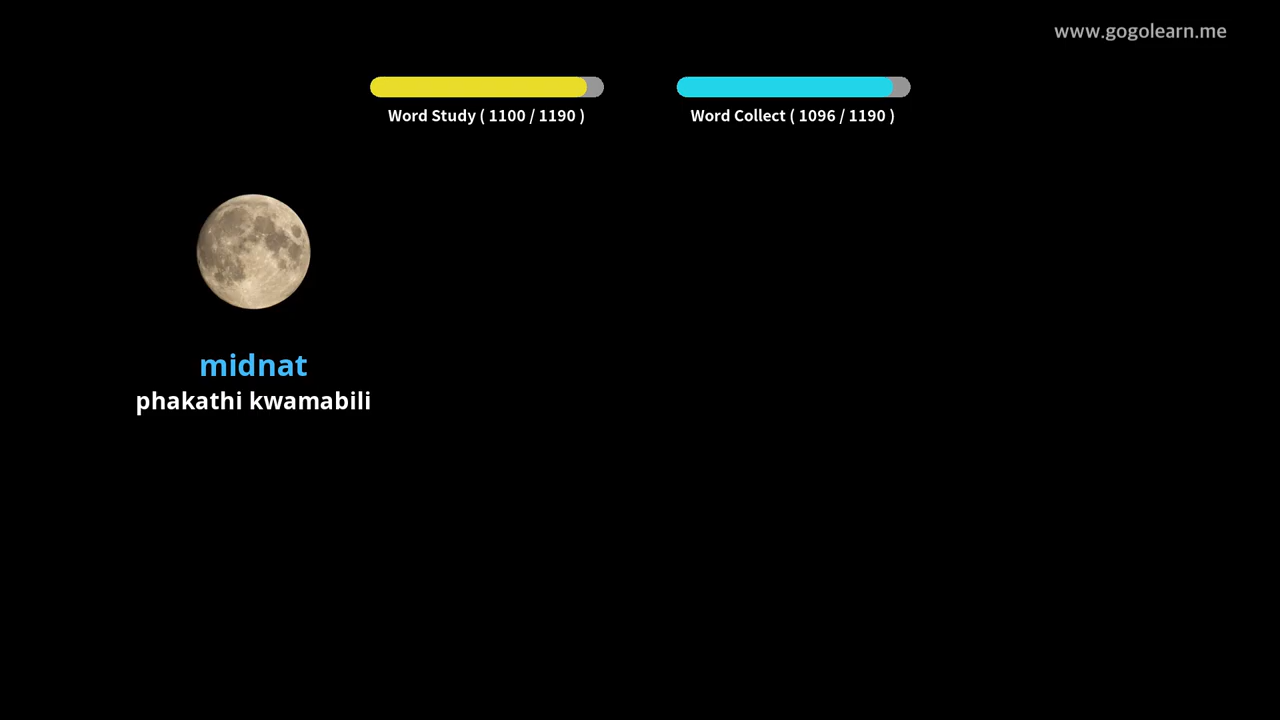 www.gogolearn.me
Word Study ( 1100 / 1190 )
Word Collect ( 1096 / 1190 )
midnat
phakathi kwamabili